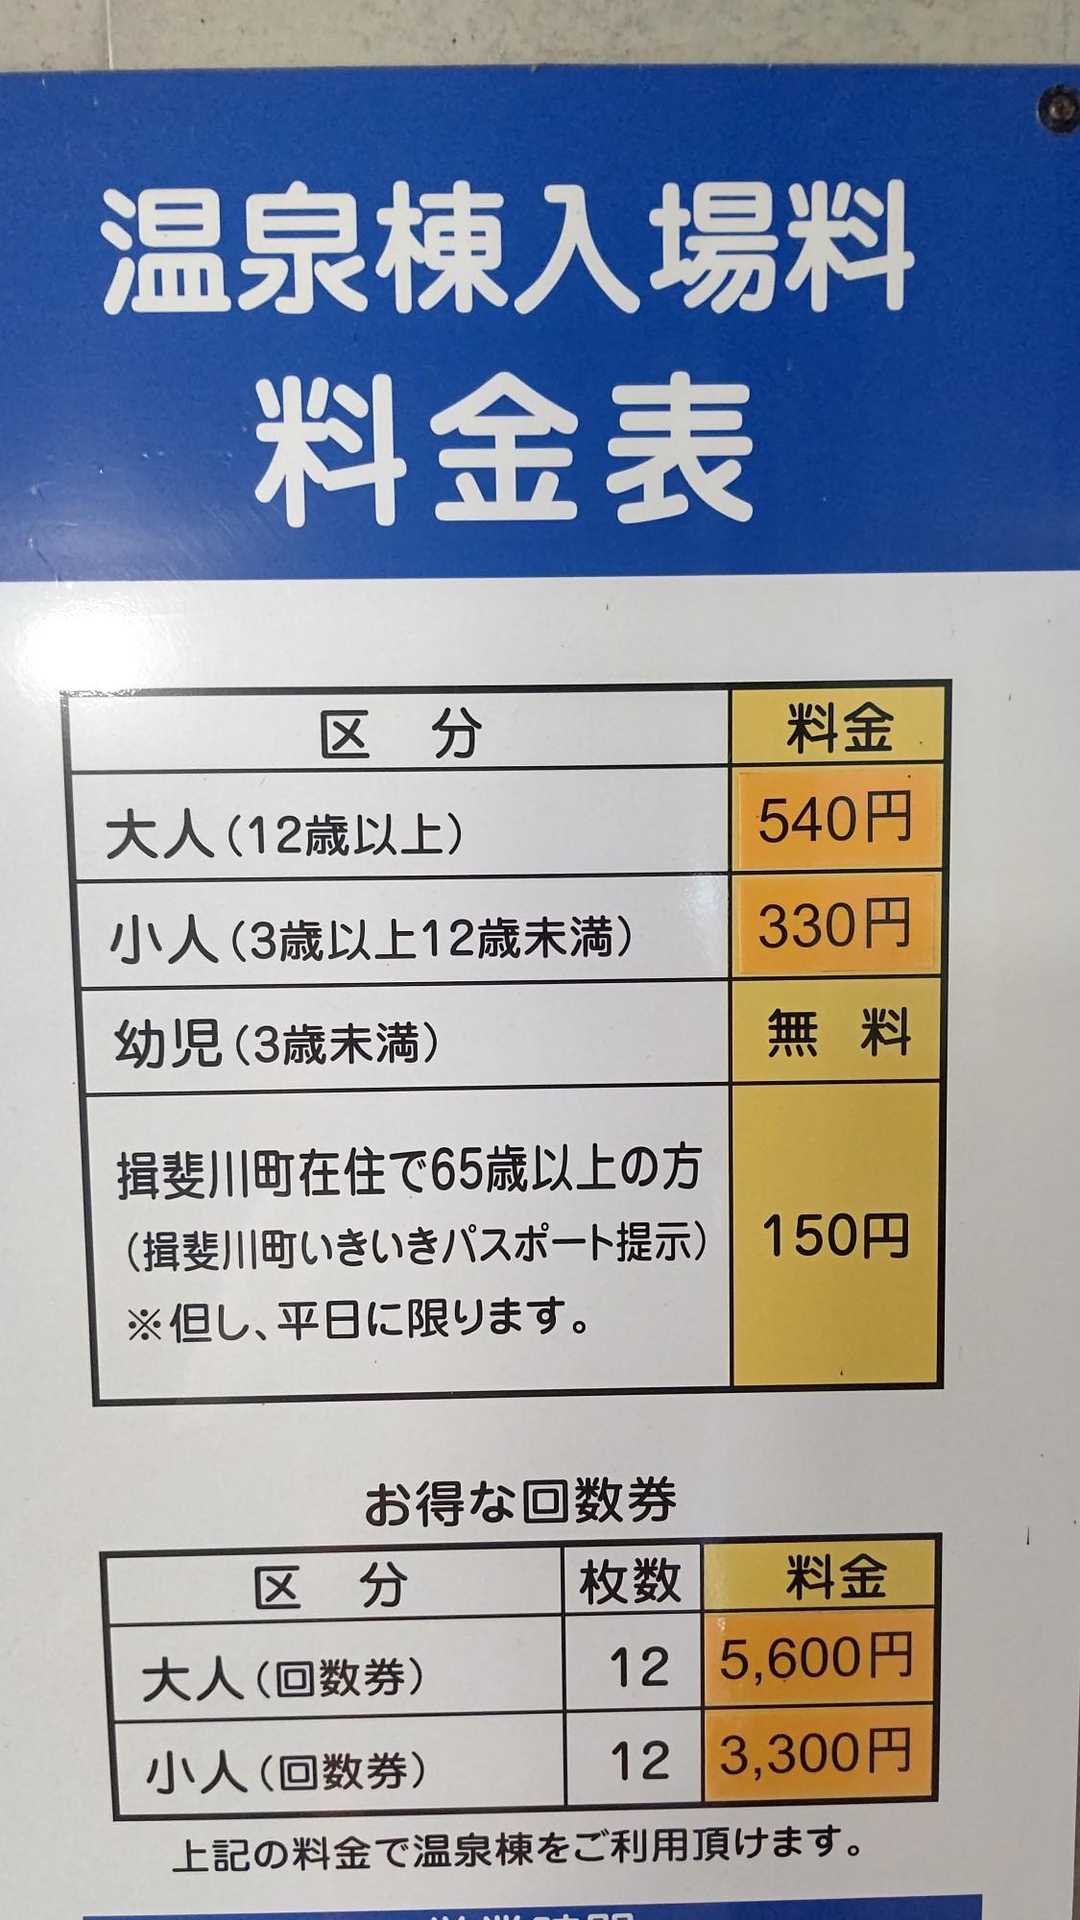 温泉棟入場料
料金表
区 分 料金
大人（12歳以上） 540円
小人（3歳以上12歳未満） 330円
幼児（3歳未満） 無 料
揖斐川町在住で65歳以上の方
（揖斐川町いきいきパスポート提示） 150円
※但し、平日に限ります。
お得な回数券
区 分 枚数 料金
大人（回数券） 12 5,600円
小人（回数券） 12 3,300円
上記の料金で温泉棟をご利用頂けます。